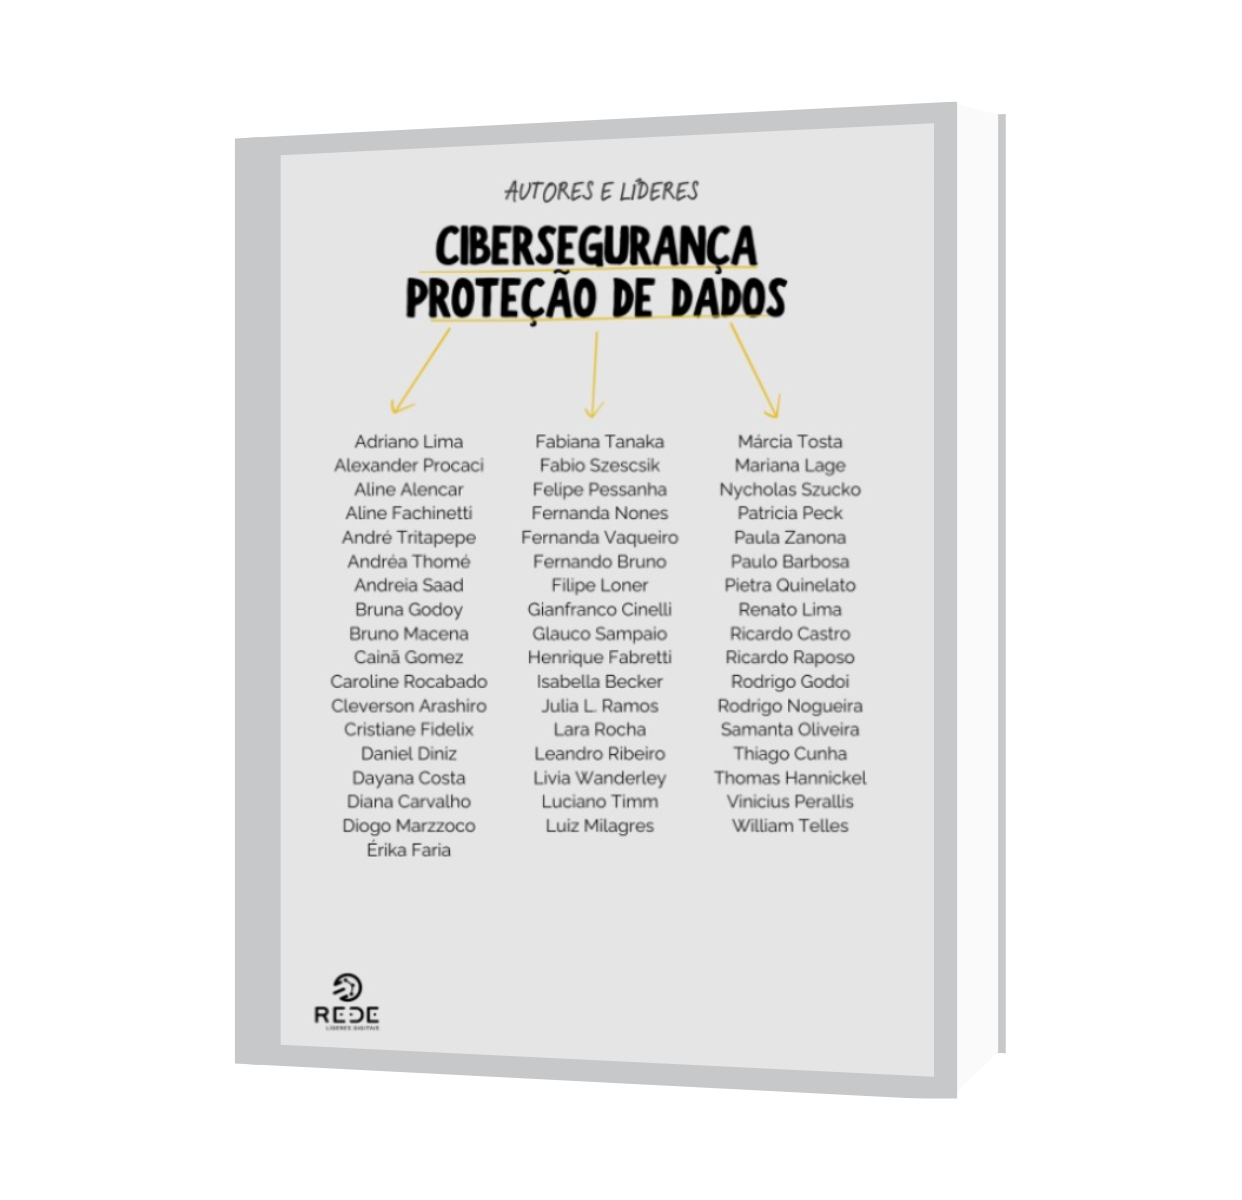 AUTORES E LÍDERES
CIBERSEGURANÇA
PROTEÇÃO DE DADOS
Adriano Lima
Alexander Procaci
Aline Alencar
Aline Fachinetti
André Tritapepe
Andréa Thomé
Andreia Saad
Bruna Godoy
Bruno Macena
Cainã Gomez
Caroline Rocabado
Cleverson Arashiro
Cristiane Fidelix
Daniel Diniz
Dayana Costa
Diana Carvalho
Diogo Marzzoco
Érika Faria
Fabiana Tanaka
Fabio Szescsik
Felipe Pessanha
Fernanda Nones
Fernanda Vaqueiro
Fernando Bruno
Filipe Loner
Gianfranco Cinelli
Glauco Sampaio
Henrique Fabretti
Isabella Becker
Julia L. Ramos
Lara Rocha
Leandro Ribeiro
Livia Wanderley
Luciano Timm
Luiz Milagres
Márcia Tosta
Mariana Lage
Nycholas Szucko
Patricia Peck
Paula Zanona
Paulo Barbosa
Pietra Quinelato
Renato Lima
Ricardo Castro
Ricardo Raposo
Rodrigo Godoi
Rodrigo Nogueira
Samanta Oliveira
Thiago Cunha
Thomas Hannickel
Vinicius Perallis
William Telles
REDE
LÍDERES DIGITAIS